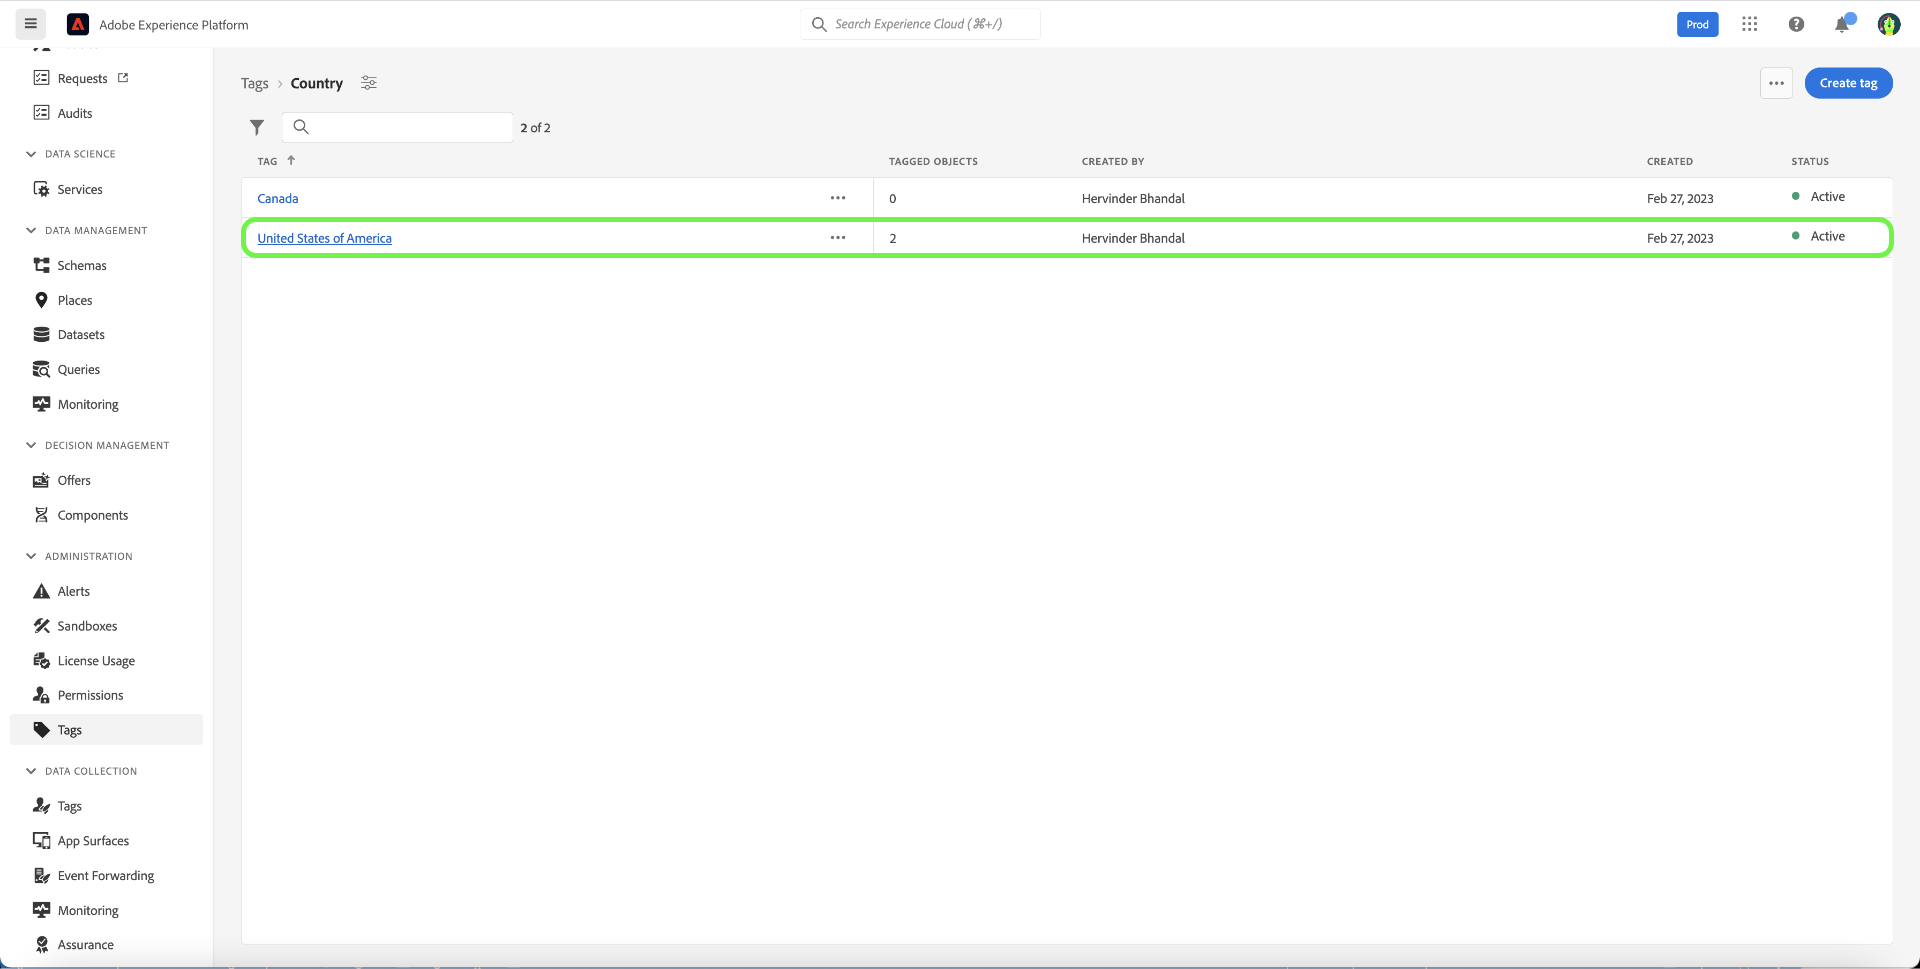 Adobe Experience Platform
Search Experience Cloud (⌘+/)
Prod
Requests
Audits
DATA SCIENCE
Services
DATA MANAGEMENT
Schemas
Places
Datasets
Queries
Monitoring
DECISION MANAGEMENT
Offers
Components
ADMINISTRATION
Alerts
Sandboxes
License Usage
Permissions
Tags
DATA COLLECTION
Tags
App Surfaces
Event Forwarding
Monitoring
Assurance
Tags > Country
Create tag
2 of 2
TAG TAGGED OBJECTS CREATED BY CREATED STATUS
Canada 0 Hervinder Bhandal Feb 27, 2023 Active
United States of America 2 Hervinder Bhandal Feb 27, 2023 Active